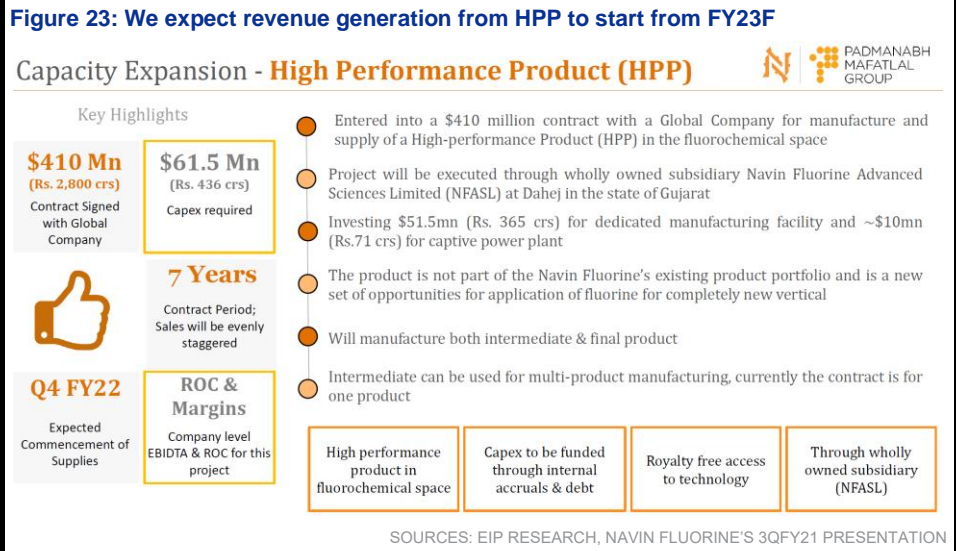 Figure 23: We expect revenue generation from HPP to start from FY23F
Capacity Expansion - High Performance Product (HPP)
PADMANABH
MAFATLAL
GROUP
Key Highlights
$410 Mn
(Rs. 2,800 crs)
Contract Signed
with Global
Company
$61.5 Mn
(Rs. 436 crs)
Capex required
7 Years
Contract Period;
Sales will be evenly
staggered
Q4 FY22
Expected
Commencement of
Supplies
ROC &
Margins
Company level
EBIDTA & ROC for this
project
Entered into a $410 million contract with a Global Company for manufacture and
supply of a High-performance Product (HPP) in the fluorochemical space
Project will be executed through wholly owned subsidiary Navin Fluorine Advanced
Sciences Limited (NFASL) at Dahej in the state of Gujarat
Investing $51.5mn (Rs. 365 crs) for dedicated manufacturing facility and ~$10mn
(Rs.71 crs) for captive power plant
The product is not part of the Navin Fluorine's existing product portfolio and is a new
set of opportunities for application of fluorine for completely new vertical
Will manufacture both intermediate & final product
Intermediate can be used for multi-product manufacturing, currently the contract is for
one product
High performance
product in
fluorochemical space
Capex to be funded
through internal
accruals & debt
Royalty free access
to technology
Through wholly
owned subsidiary
(NFASL)
SOURCES: EIP RESEARCH, NAVIN FLUORINE'S 3QFY21 PRESENTATION